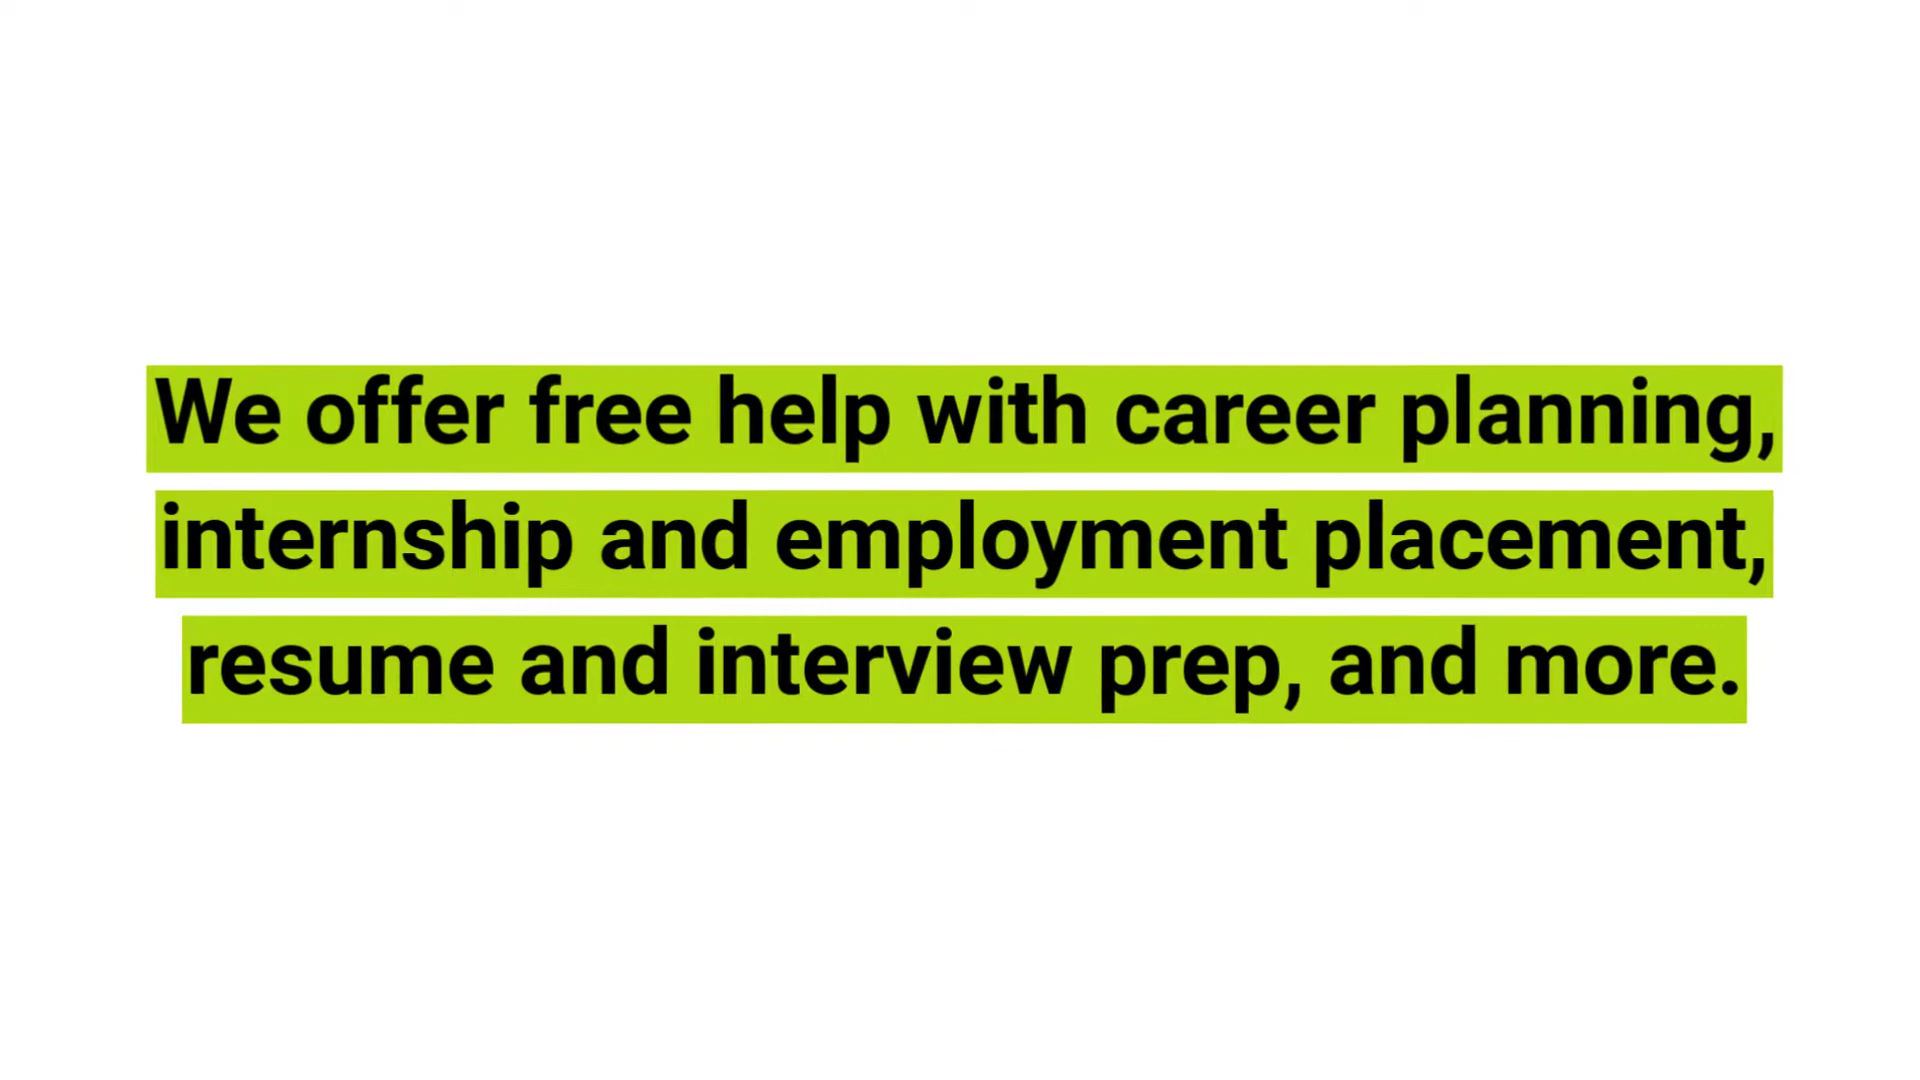 We offer free help with career planning,
internship and employment placement,
resume and interview prep, and more.